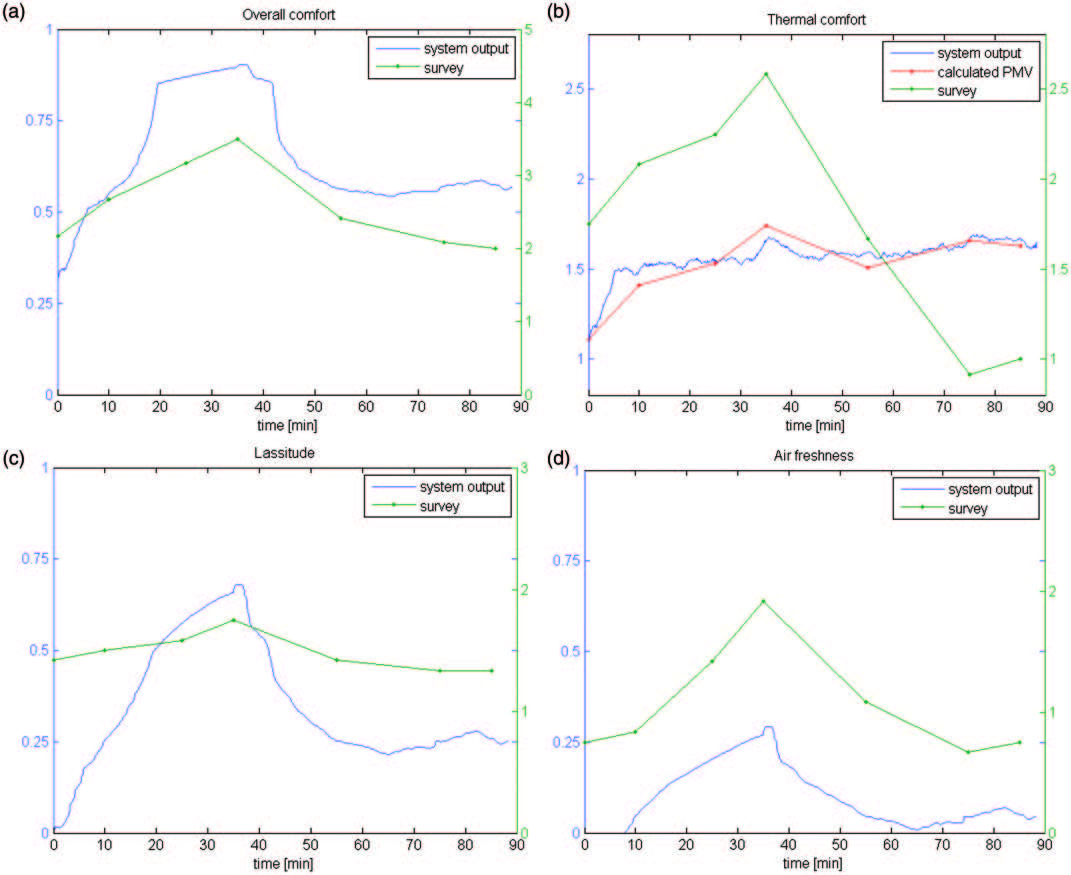 (a)
Overall comfort
system output
survey
1
0.75
0.5
0.25
0
5
4
3
2
1
0
0 10 20 30 40 50 60 70 80 90
time [min]
(b)
Thermal comfort
system output
calculated PMV
survey
2.5
2
1.5
1
2.5
2
1.5
1
0 10 20 30 40 50 60 70 80 90
time [min]
(c)
Lassitude
system output
survey
1
0.75
0.5
0.25
0
3
2
1
0
0 10 20 30 40 50 60 70 80 90
time [min]
(d)
Air freshness
system output
survey
1
0.75
0.5
0.25
0
3
2
1
0
0 10 20 30 40 50 60 70 80 90
time [min]